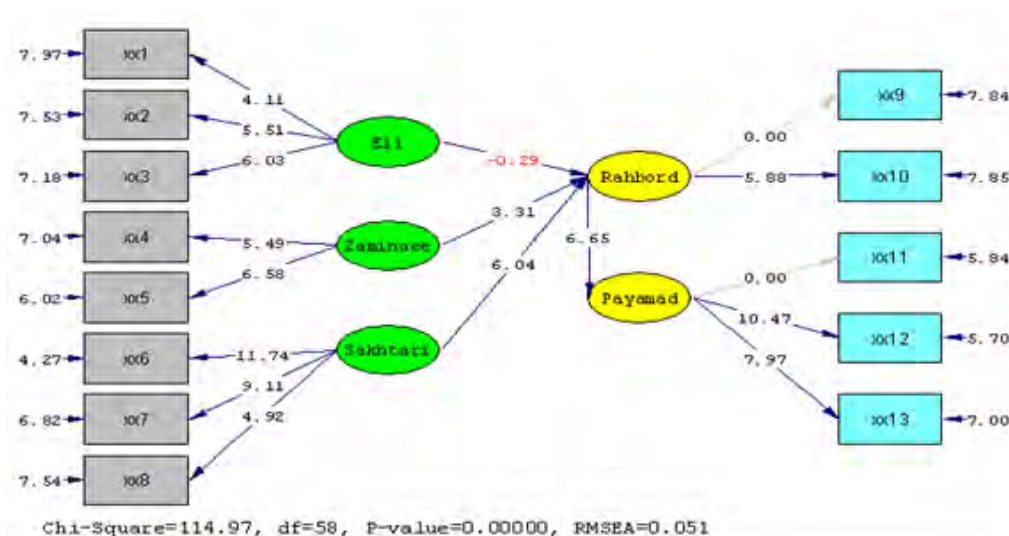 7.97 xx1
4.11
7.53 xx2
5.51 Eli
7.18 xx3
6.03
-0.29
7.04 xx4
5.49 Zaminaee
3.31
6.02 xx5
6.58
4.27 xx6
11.74 Sakhtari
6.04
6.82 xx7
9.11
7.54 xx8
4.92
Rahbord
6.65
Payamad
0.00 xx9 7.84
5.88 xx10 7.85
0.00 xx11 5.84
10.47 xx12 5.70
7.97 xx13 7.00
Chi-Square=114.97, df=58, P-value=0.00000, RMSEA=0.051